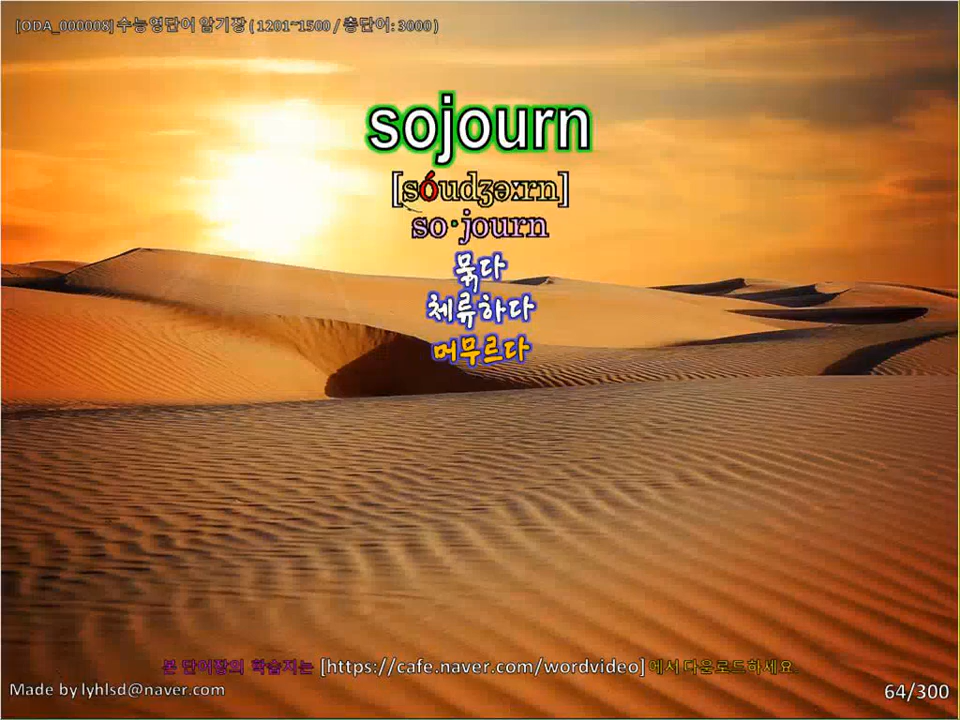 [ODA_000008] 수능영단어 암기장 ( 1201~1500 / 총단어: 3000 )
sojourn
[sóudʒəːrn]
so·journ
묵다
체류하다
머무르다
본 단어장의 학습지는 [https://cafe.naver.com/wordvideo] 에서 다운로드하세요.
Made by lyhlsd@naver.com
64/300